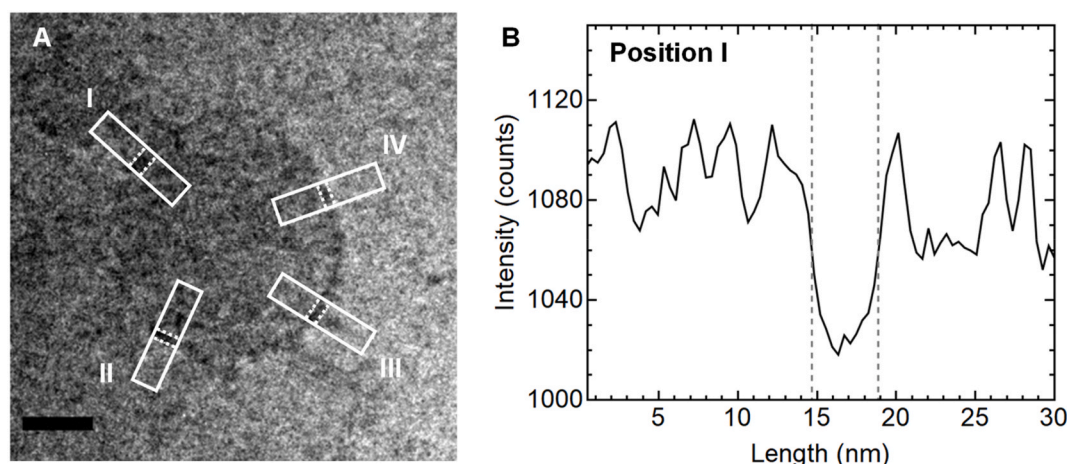 A
I
IV
II
III
B
Position I
Intensity (counts)
1120
1080
1040
1000
5
10
15
20
25
30
Length (nm)